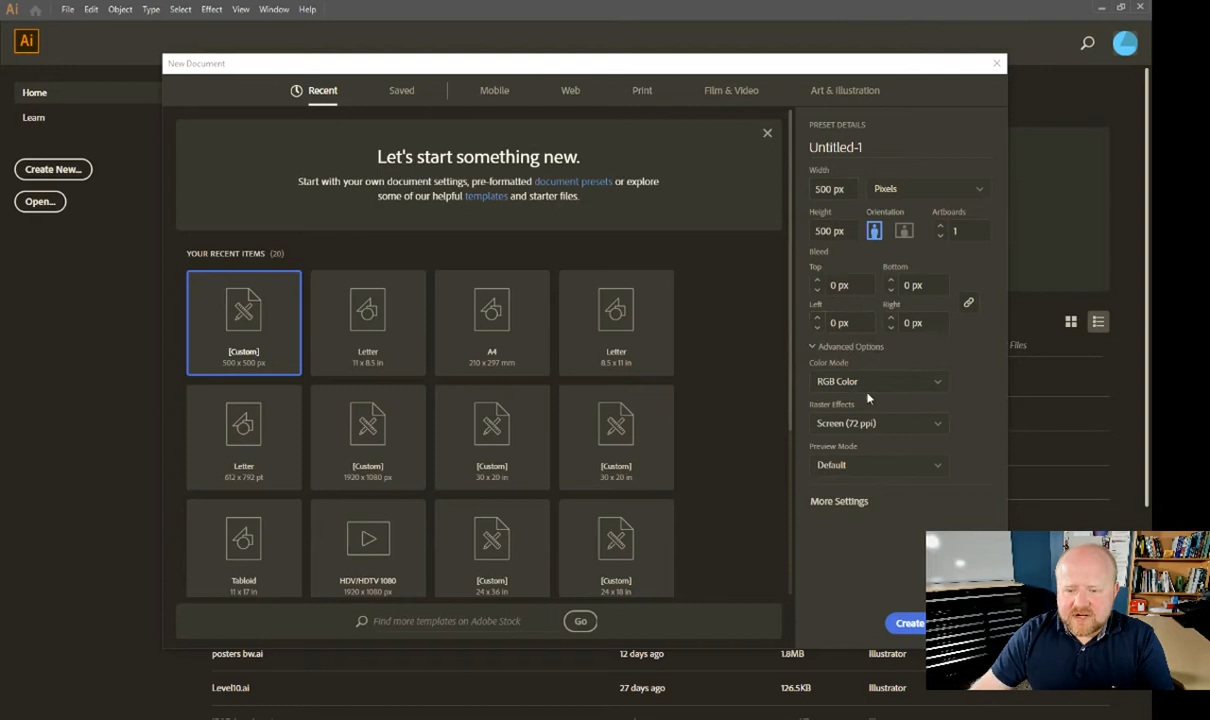 Ai
File Edit Object Type Select Effect View Window Help
Ai
New Document
Recent Saved Mobile Web Print Film & Video Art & Illustration
Home
Learn
Create New...
Open...
Let's start something new.
Start with your own document settings, pre-formatted document presets or explore
some of our helpful templates and starter files.
YOUR RECENT ITEMS (20)
[Custom] Letter A4 Letter
500 x 500 px 11 x 8.5 in 210 x 297 mm 8.5 x 11 in
Letter [Custom] [Custom] [Custom]
612 x 792 pt 1920 x 1080 px 30 x 20 in 30 x 20 in
Tabloid HDV/HDTV 1080 [Custom] [Custom]
11 x 17 in 1920 x 1080 px 24 x 36 in 24 x 18 in
Find more templates on Adobe Stock Go
PRESET DETAILS
Untitled-1
Width
500 px Pixels
Height Orientation Artboards
500 px 1
Bleed
Top Bottom
0 px 0 px
Left Right
0 px 0 px
Advanced Options
Color Mode
RGB Color
Raster Effects
Screen (72 ppi)
Preview Mode
Default
More Settings
Create
Files
posters bw.ai 12 days ago 1.8MB Illustrator
Level10.ai 27 days ago 126.5KB Illustrator